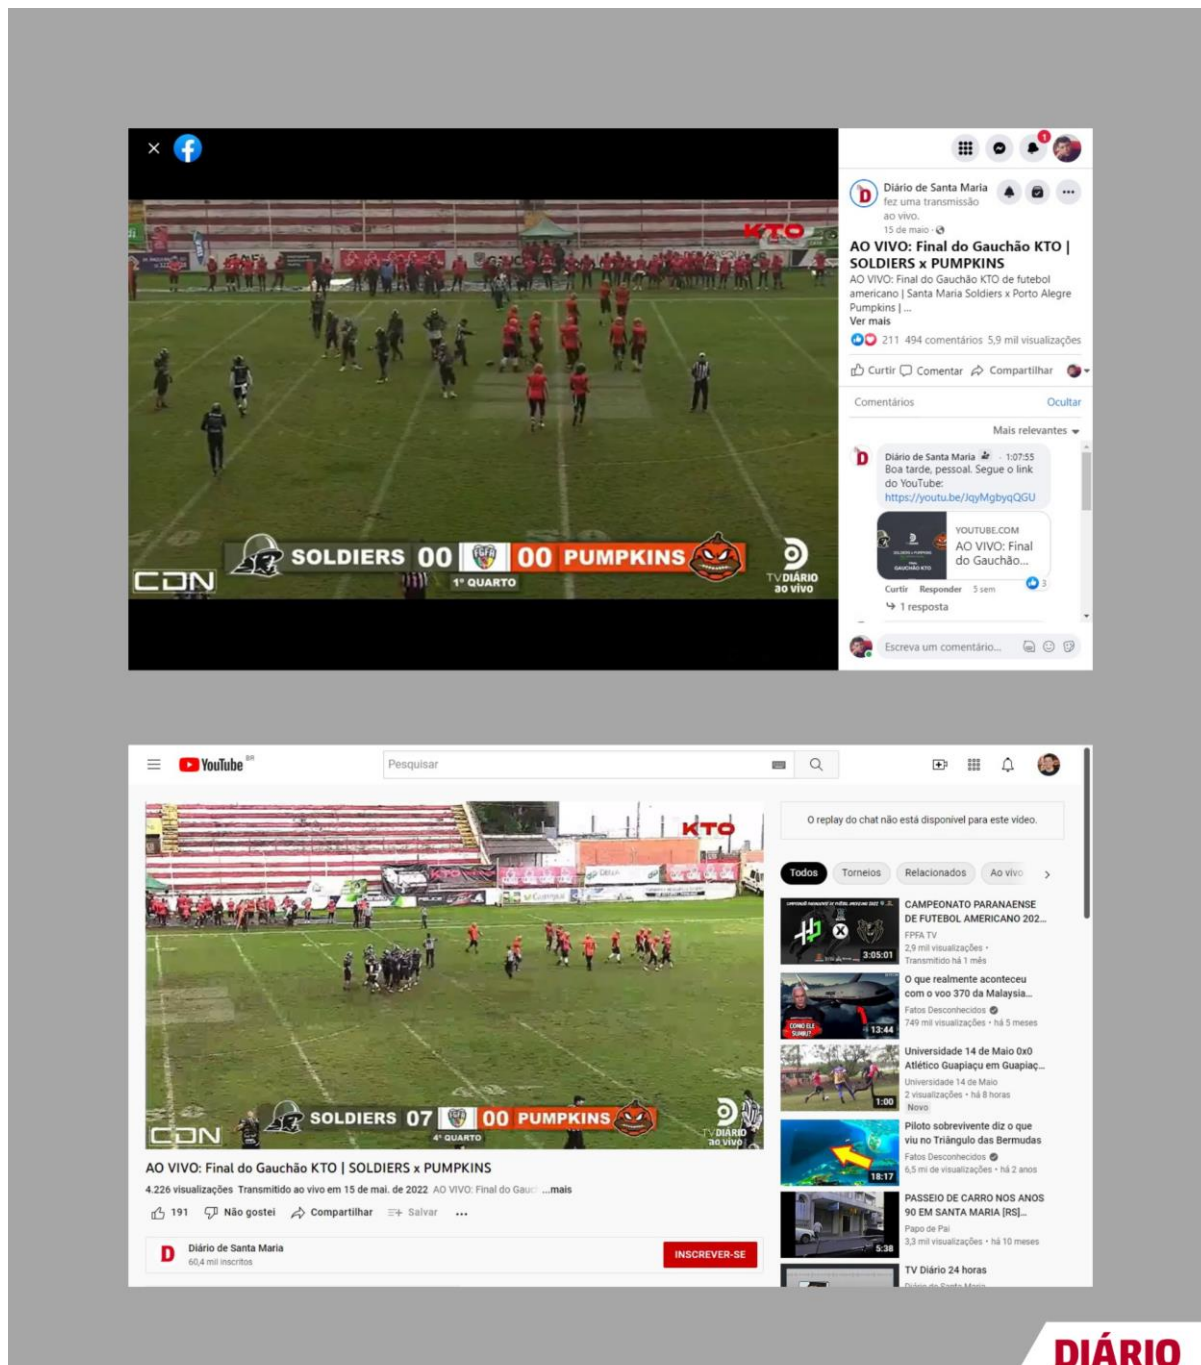 KTO
SOLDIERS 00 FGFA 00 PUMPKINS
1º QUARTO
CDN
TV DIÁRIO
ao vivo
1
Diário de Santa Maria
fez uma transmissão
ao vivo.
15 de maio ·
AO VIVO: Final do Gauchão KTO |
SOLDIERS x PUMPKINS
AO VIVO: Final do Gauchão KTO de futebol
americano | Santa Maria Soldiers x Porto Alegre
Pumpkins | ...
Ver mais
211 494 comentários 5,9 mil visualizações
Curtir Comentar Compartilhar
Comentários Ocultar
Mais relevantes
Diário de Santa Maria · 1:07:55
Boa tarde, pessoal. Segue o link
do YouTube:
https://youtu.be/JqyMgbyqQGU
YOUTUBE.COM
AO VIVO: Final
do Gauchão...
GAUCHÃO KTO
3
Curtir Responder 5 sem
1 resposta
Escreva um comentário...
YouTube BR
Pesquisar
KTO
SOLDIERS 07 FGFA 00 PUMPKINS
4º QUARTO
CDN
TV DIÁRIO
ao vivo
AO VIVO: Final do Gauchão KTO | SOLDIERS x PUMPKINS
4.226 visualizações Transmitido ao vivo em 15 de mai. de 2022 AO VIVO: Final do Gauc ...mais
191 Não gostei Compartilhar Salvar ...
Diário de Santa Maria
60,4 mil inscritos
INSCREVER-SE
O replay do chat não está disponível para este vídeo.
Todos Torneios Relacionados Ao vivo
CAMPEONATO PARANAENSE
DE FUTEBOL AMERICANO 202...
FPFA TV
2,9 mil visualizações •
Transmitido há 1 mês
3:05:01
O que realmente aconteceu
com o voo 370 da Malaysia...
Fatos Desconhecidos
749 mil visualizações • há 5 meses
COMO ELE
SUMIU?
13:44
Universidade 14 de Maio 0x0
Atlético Guapiaçu em Guapiaç...
Universidade 14 de Maio
2 visualizações • há 8 horas
Novo
1:00
Piloto sobrevivente diz o que
viu no Triângulo das Bermudas
Fatos Desconhecidos
6,5 mi de visualizações • há 2 anos
18:17
PASSEIO DE CARRO NOS ANOS
90 EM SANTA MARIA [RS]...
Papo de Pai
3,3 mil visualizações • há 10 meses
5:38
TV Diário 24 horas
Diário de Santa Maria
DIÁRIO